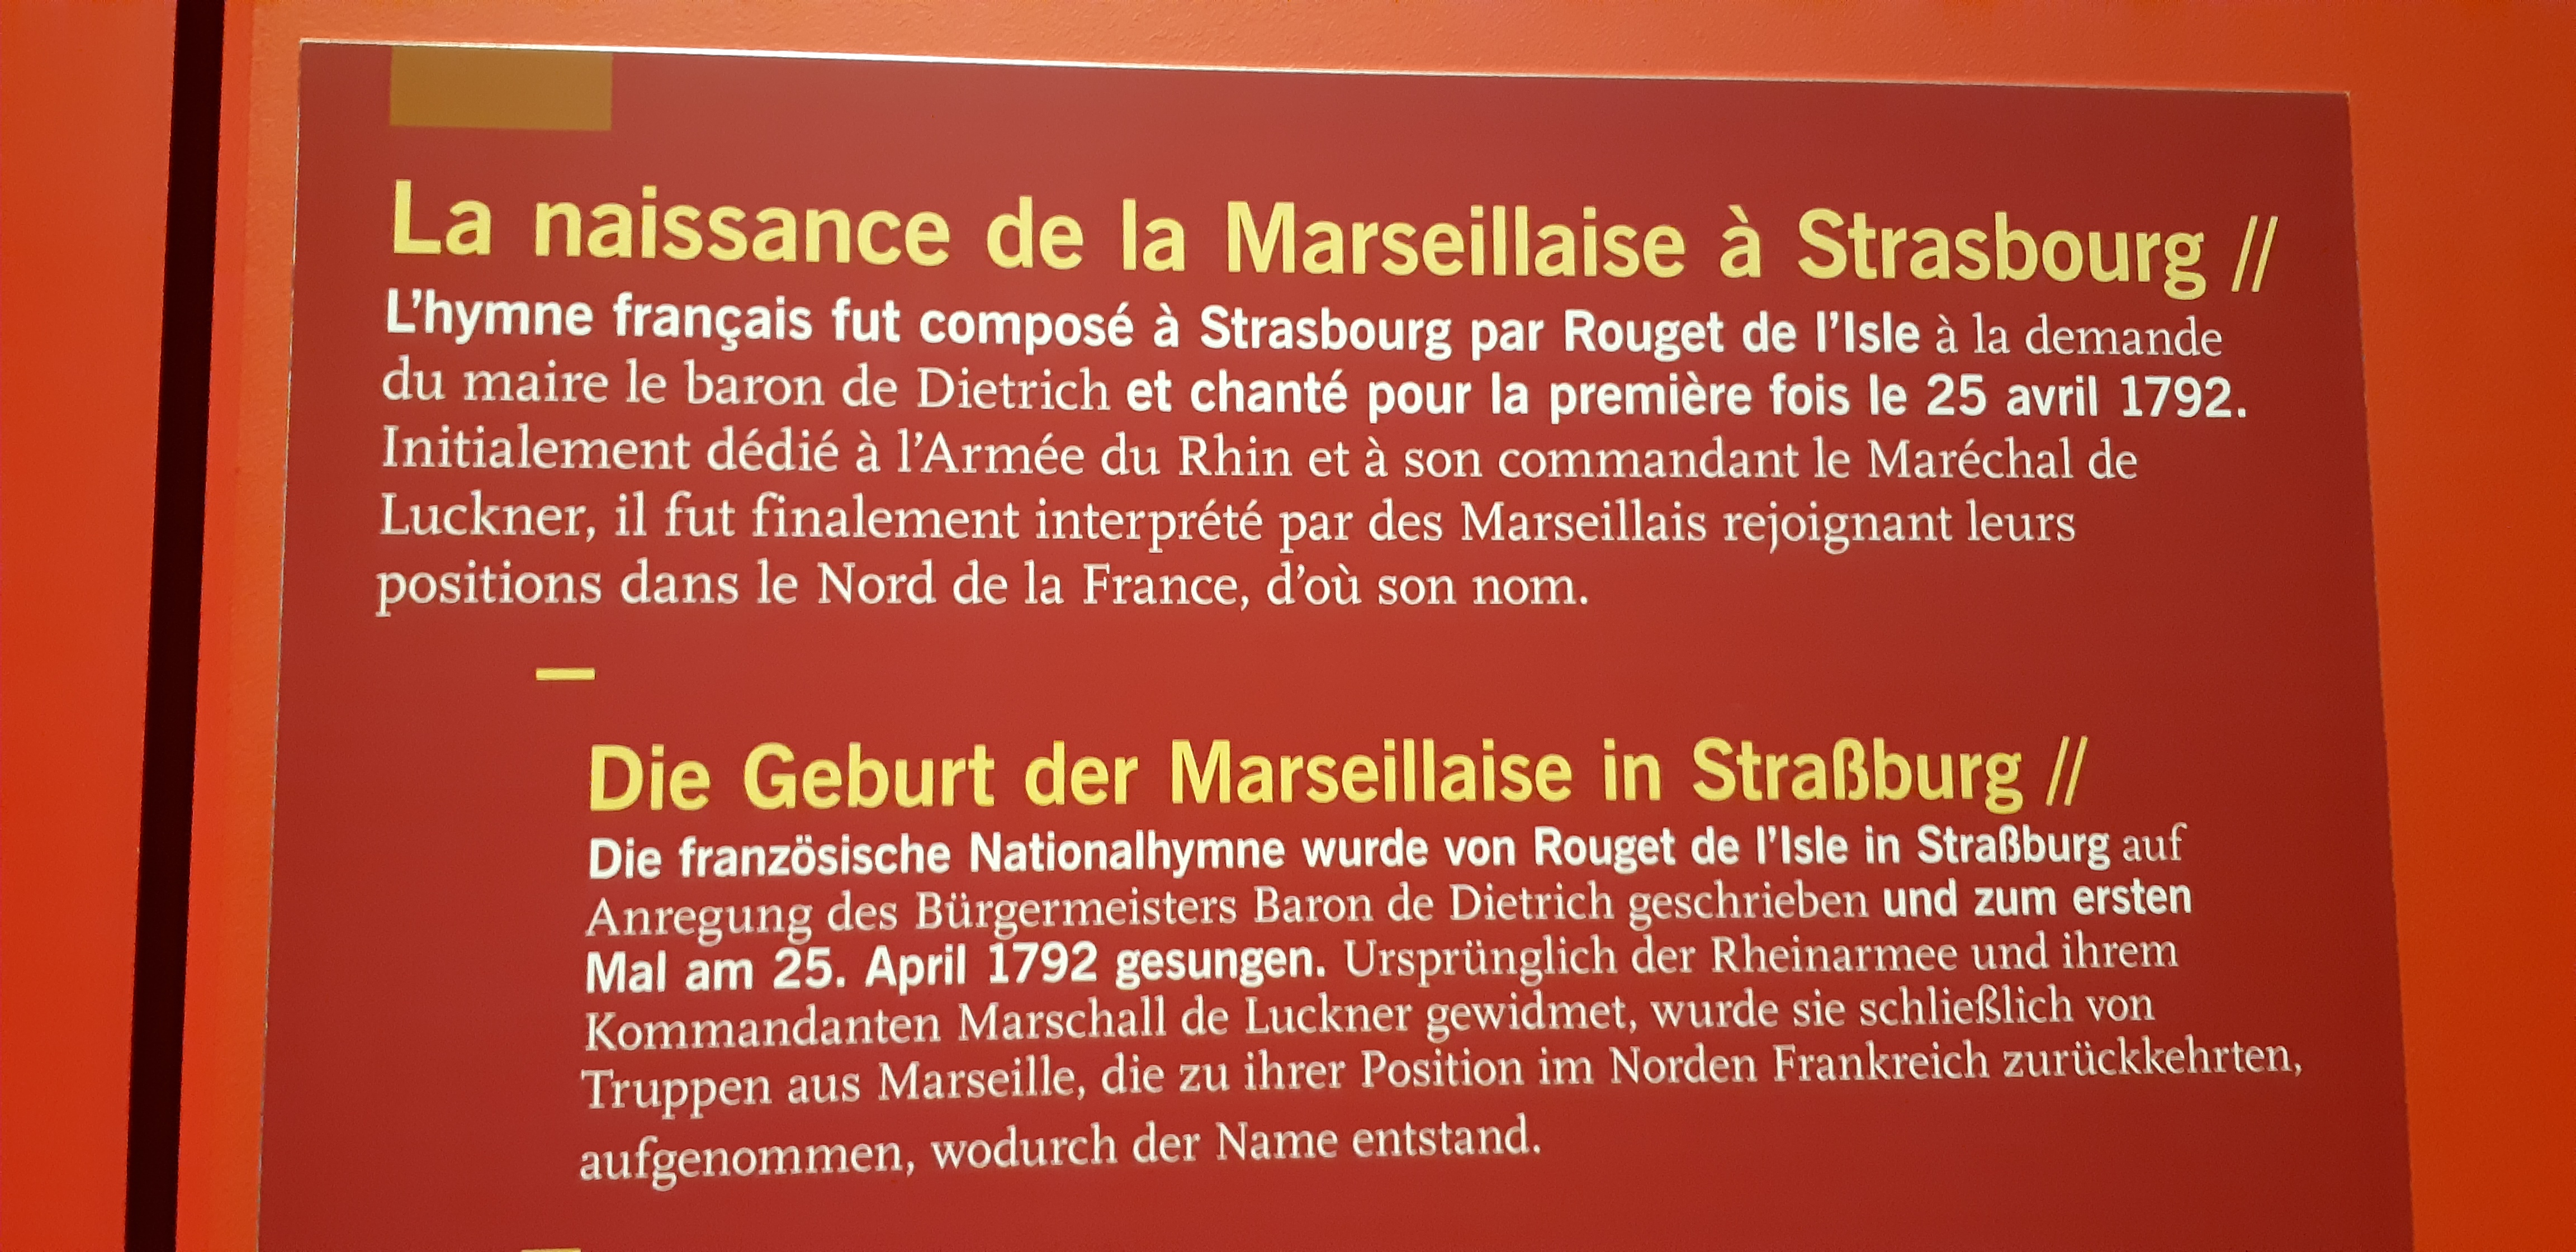 La naissance de la Marseillaise à Strasbourg //
L'hymne français fut composé à Strasbourg par Rouget de l'Isle à la demande
du maire le baron de Dietrich et chanté pour la première fois le 25 avril 1792.
Initialement dédié à l'Armée du Rhin et à son commandant le Maréchal de
Luckner, il fut finalement interprété par des Marseillais rejoignant leurs
positions dans le Nord de la France, d'où son nom.
Die Geburt der Marseillaise in Straßburg //
Die französische Nationalhymne wurde von Rouget de l'Isle in Straßburg auf
Anregung des Bürgermeisters Baron de Dietrich geschrieben und zum ersten
Mal am 25. April 1792 gesungen. Ursprünglich der Rheinarmee und ihrem
Kommandanten Marschall de Luckner gewidmet, wurde sie schließlich von
Truppen aus Marseille, die zu ihrer Position im Norden Frankreich zurückkehrten,
aufgenommen, wodurch der Name entstand.